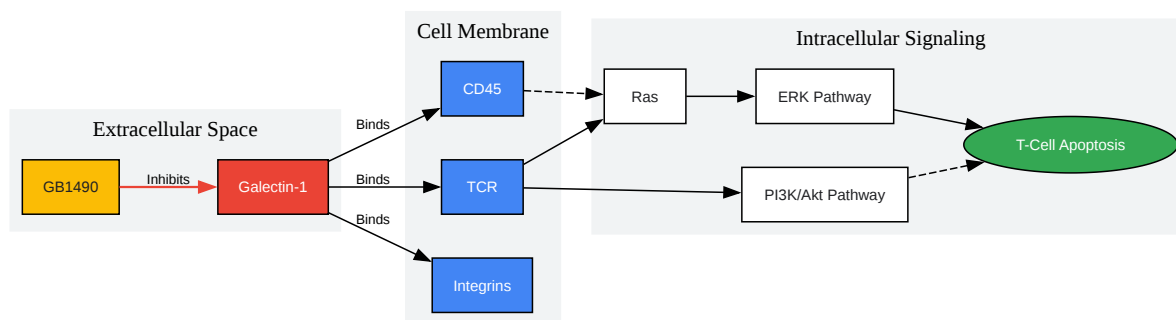 Cell Membrane
Intracellular Signaling
CD45
Ras
ERK Pathway
Extracellular Space
Binds
T-Cell Apoptosis
GB1490
Inhibits
Galectin-1
Binds
TCR
PI3K/Akt Pathway
Binds
Integrins